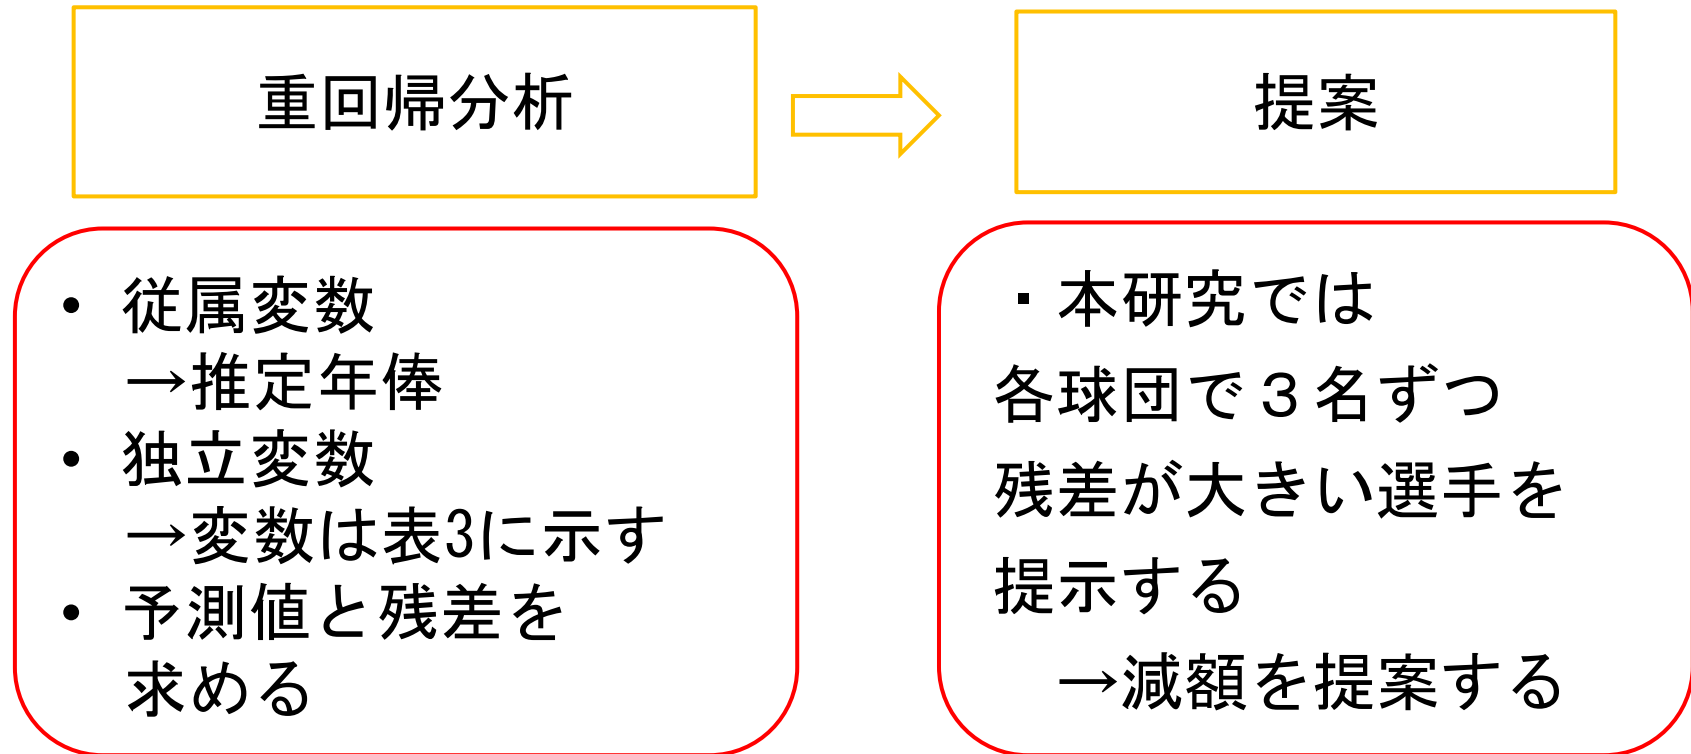 重回帰分析
提案
• 従属変数
→推定年俸
• 独立変数
→変数は表3に示す
• 予測値と残差を
求める
・本研究では
各球団で３名ずつ
残差が大きい選手を
提示する
→減額を提案する